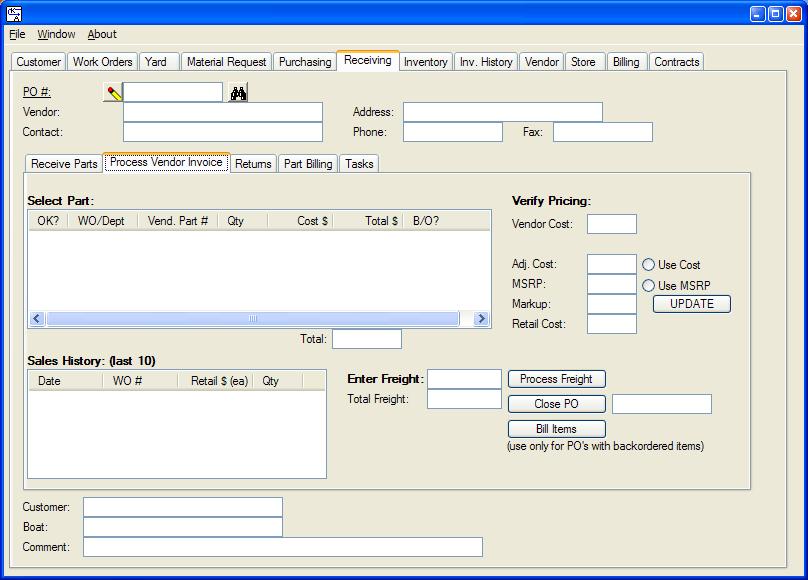 File Window About
Customer Work Orders Yard Material Request Purchasing Receiving Inventory Inv. History Vendor Store Billing Contracts
PO #:
Vendor: Address:
Contact: Phone: Fax:
Receive Parts Process Vendor Invoice Returns Part Billing Tasks
Select Part: Verify Pricing:
OK? WO/Dept Vend. Part # Qty Cost $ Total $ B/O?
Vendor Cost:
Adj. Cost: Use Cost
MSRP: Use MSRP
Markup: UPDATE
Retail Cost:
Total:
Sales History: (last 10)
Date WO # Retail $ (ea) Qty
Enter Freight: Process Freight
Total Freight: Close PO
Bill Items
(use only for PO's with backordered items)
Customer:
Boat:
Comment: